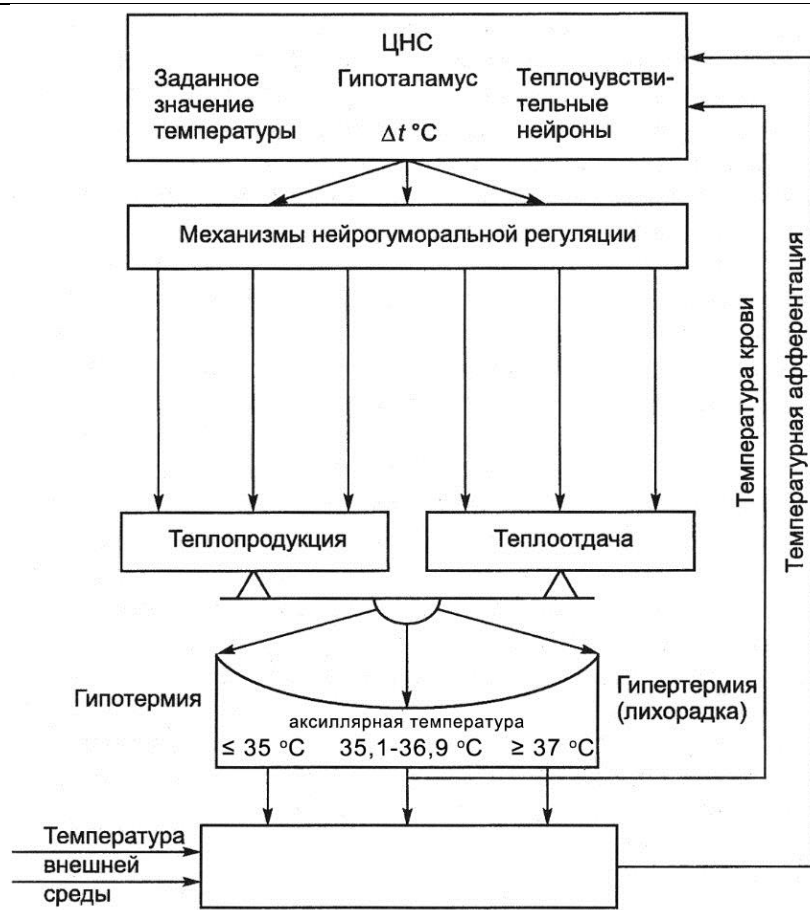 ЦНС
Заданное значение температуры
Гипоталамус
Δt °C
Теплочувстви-
тельные
нейроны
Механизмы нейрогуморальной регуляции
Температура крови
Температурная афферентация
Теплопродукция
Теплоотдача
Гипотермия
Гипертермия
(лихорадка)
аксиллярная температура
≤ 35 °C 35,1-36,9 °C ≥ 37 °C
Температура
внешней
среды